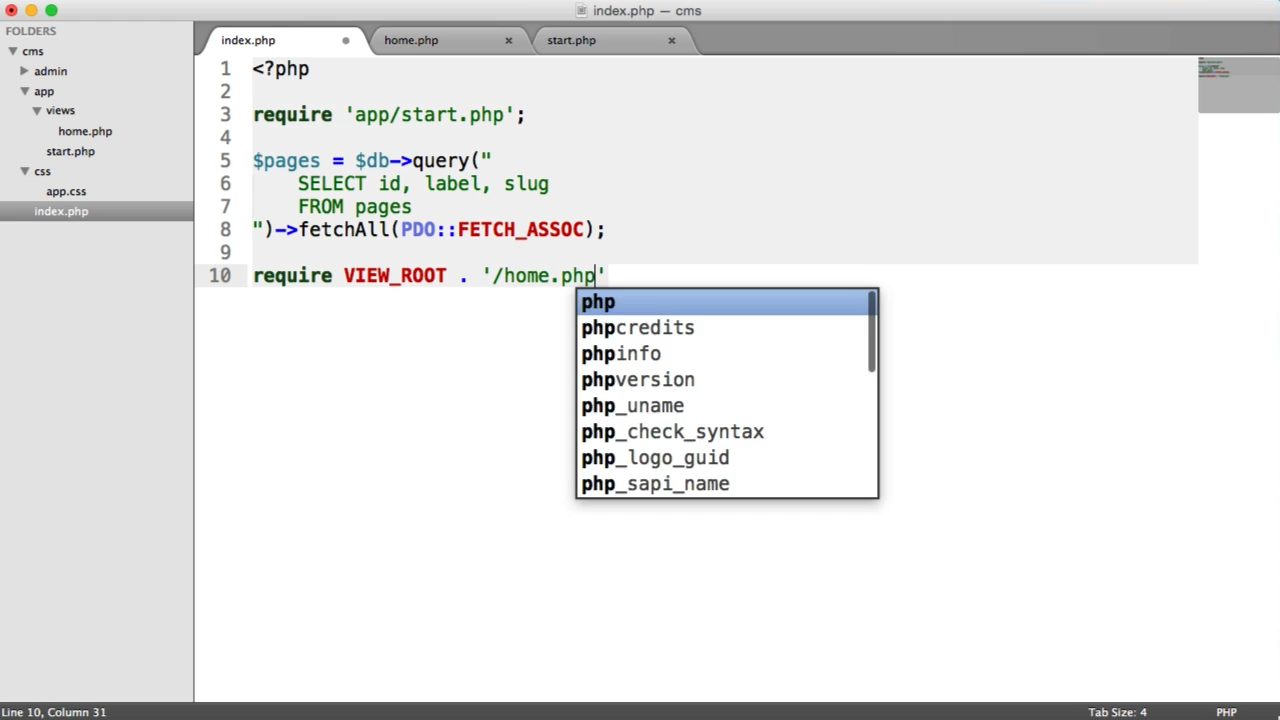 index.php — cms
FOLDERS
cms
admin
app
views
home.php
start.php
css
app.css
index.php
index.php
home.php
start.php
1 <?php
2
3 require 'app/start.php';
4
5 $pages = $db->query("
6 SELECT id, label, slug
7 FROM pages
8 ")->fetchAll(PDO::FETCH_ASSOC);
9
10 require VIEW_ROOT . '/home.php'
php
phpcredits
phpinfo
phpversion
php_uname
php_check_syntax
php_logo_guid
php_sapi_name
Line 10, Column 31
Tab Size: 4
PHP